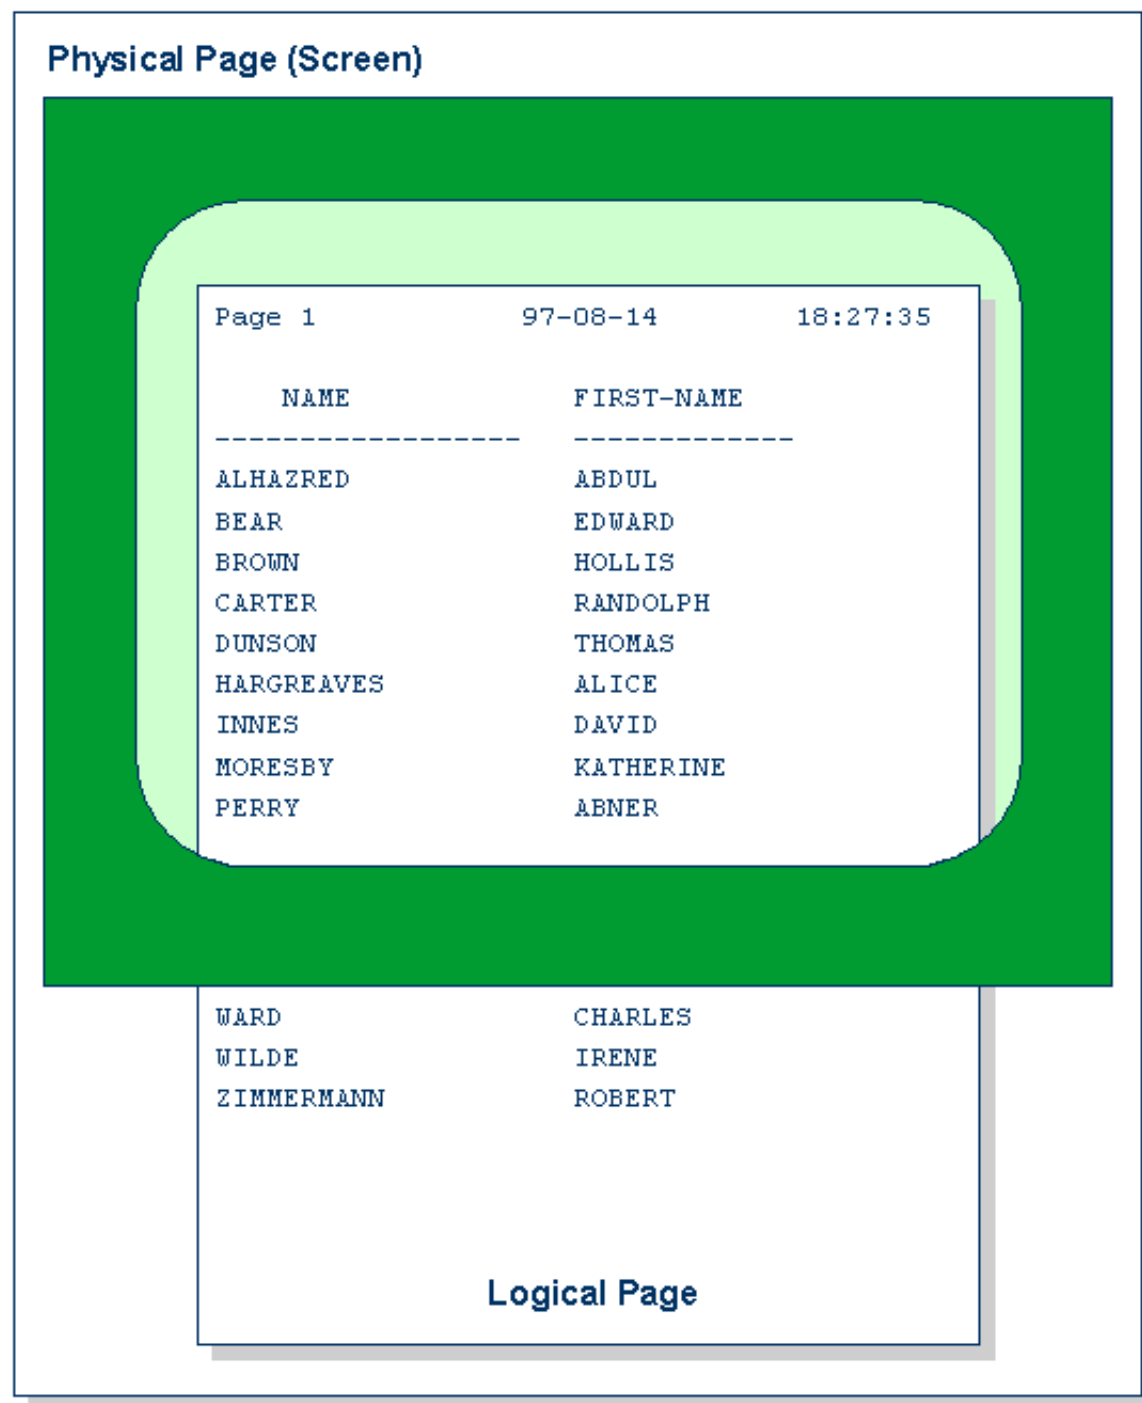 Physical Page (Screen)
Page 1 97-08-14 18:27:35
NAME FIRST-NAME
------------------ -------------
ALHAZRED ABDUL
BEAR EDWARD
BROWN HOLLIS
CARTER RANDOLPH
DUNSON THOMAS
HARGREAVES ALICE
INNES DAVID
MORESBY KATHERINE
PERRY ABNER
WARD CHARLES
WILDE IRENE
ZIMMERMANN ROBERT
Logical Page